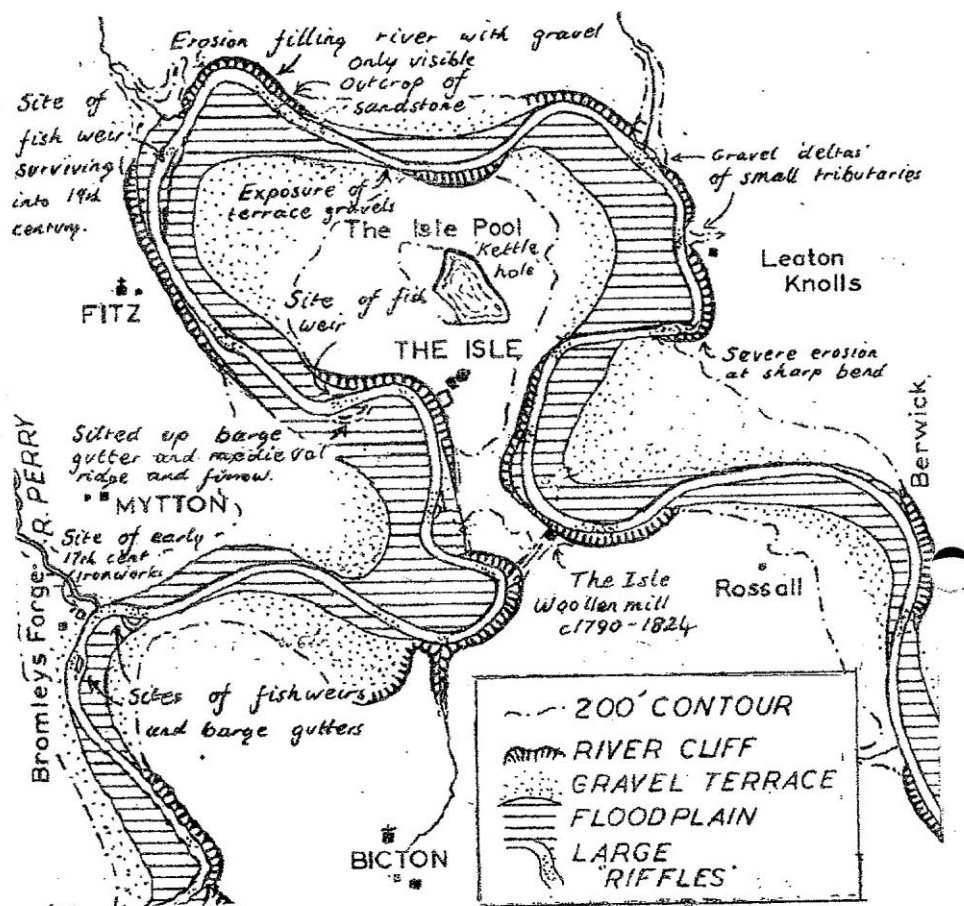 Erosion filling river with gravel
only visible
outcrop of
sandstone
Site of
fish weir
surviving
into 19th
century.
Gravel deltas
of small tributaries
Exposure of
terrace gravels
The Isle Pool
Kettle
hole
Leaton
Knolls
FITZ
Site of fish
weir
THE ISLE
Severe erosion
at sharp bend
Berwick
Silted up barge
gutter and medieval
ridge and furrow.
R. PERRY
MYTTON
Site of early
17th cent
ironworks
Bromleys Forge
The Isle
Woollen mill
c1790-1824
Rossall
Sites of fishweirs
and barge gutters
BICTON
200' CONTOUR
RIVER CLIFF
GRAVEL TERRACE
FLOODPLAIN
LARGE
'RIFFLES'